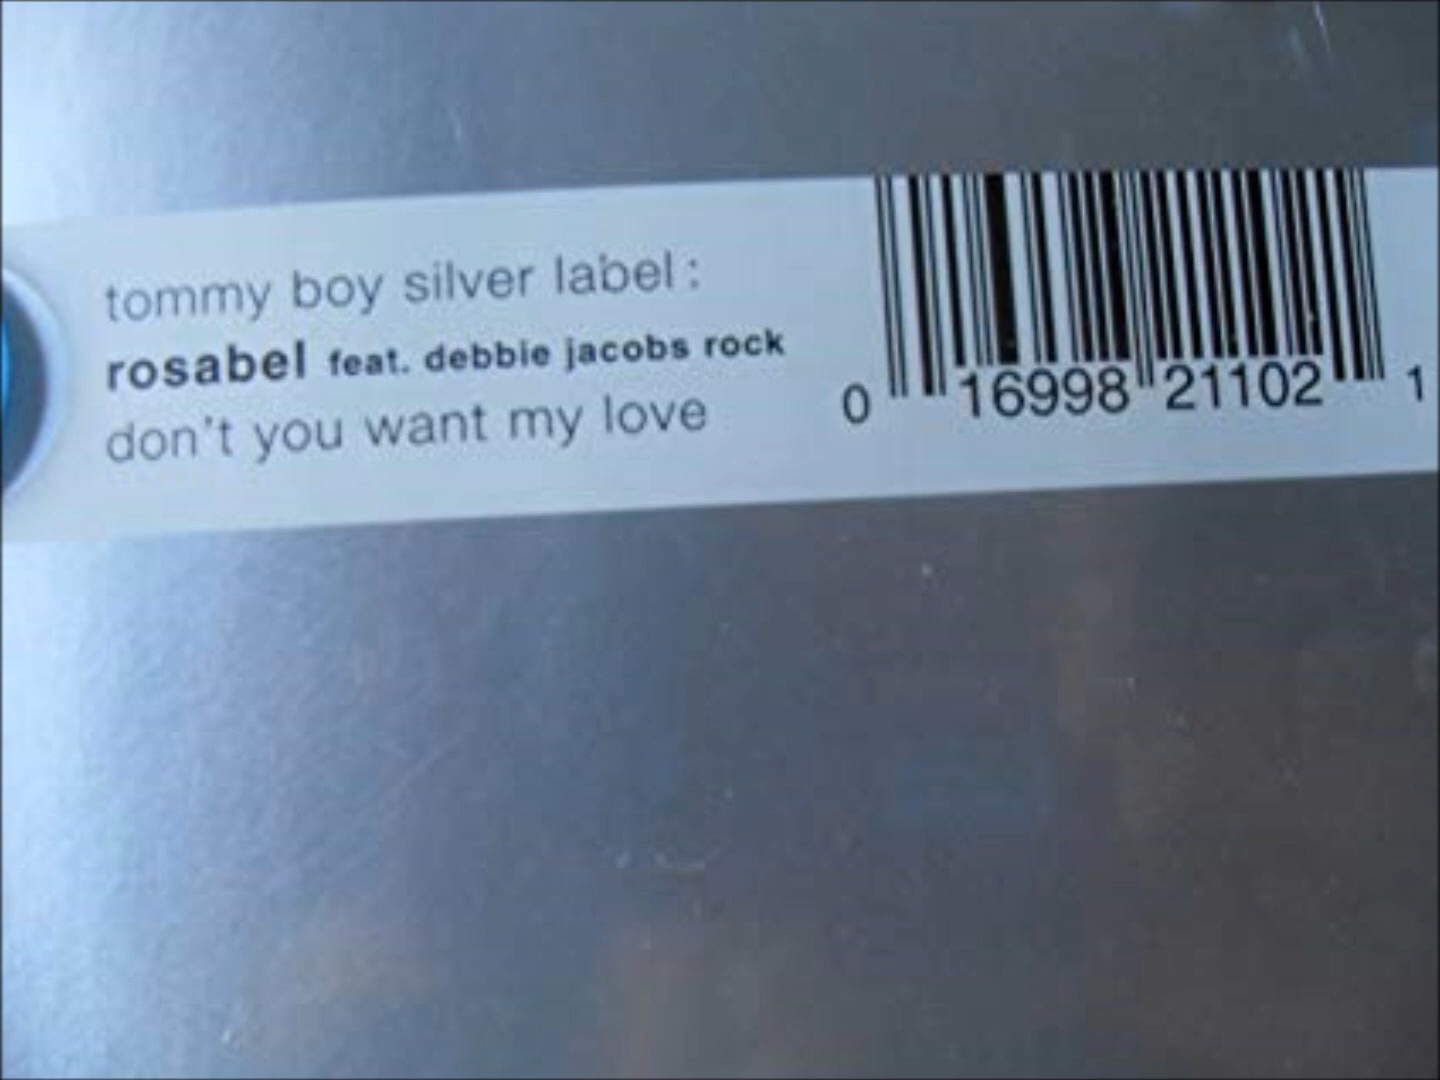 tommy boy silver label:
rosabel feat. debbie jacobs rock
don't you want my love
0 16998 21102 1